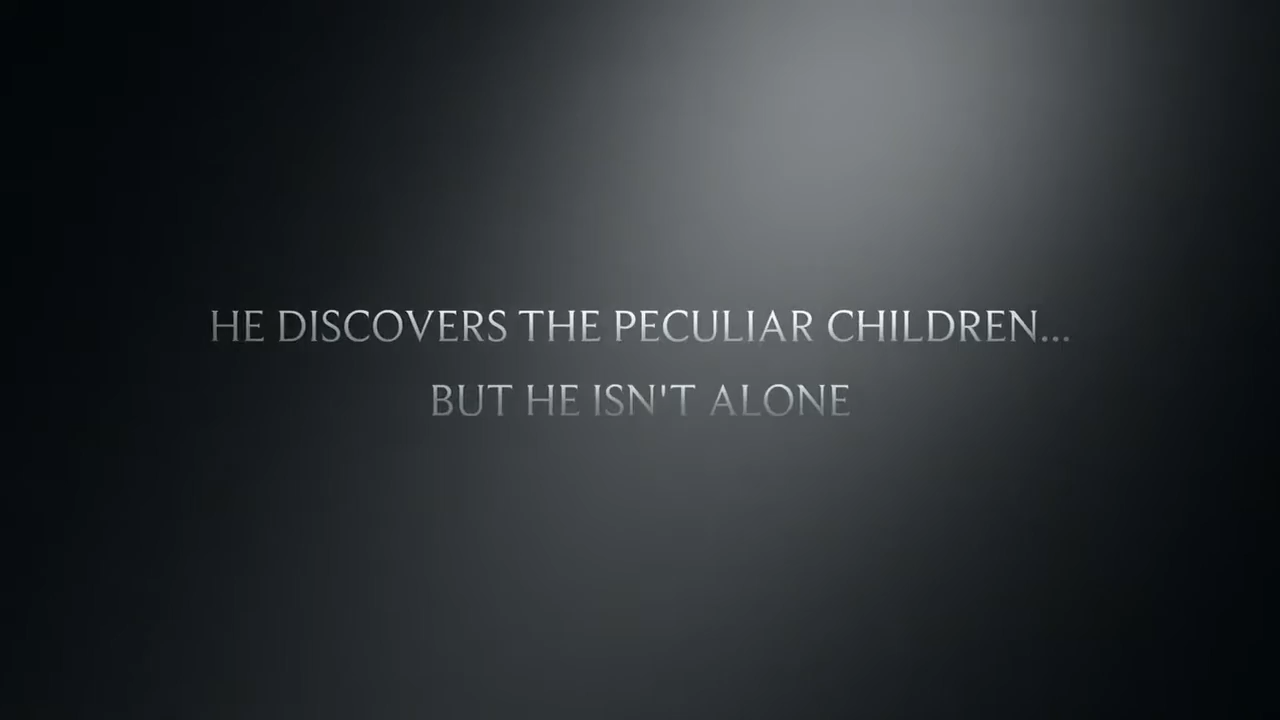 HE DISCOVERS THE PECULIAR CHILDREN...
BUT HE ISN'T ALONE